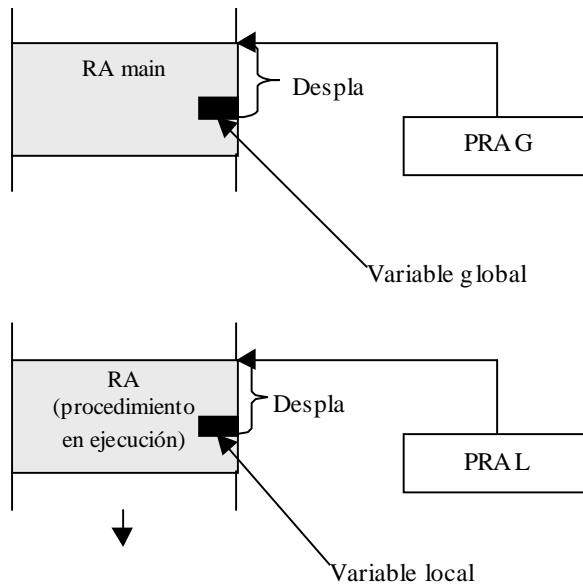 RA main
Despla
PRAG
Variable global
RA
(procedimiento
en ejecución)
Despla
PRAL
Variable local